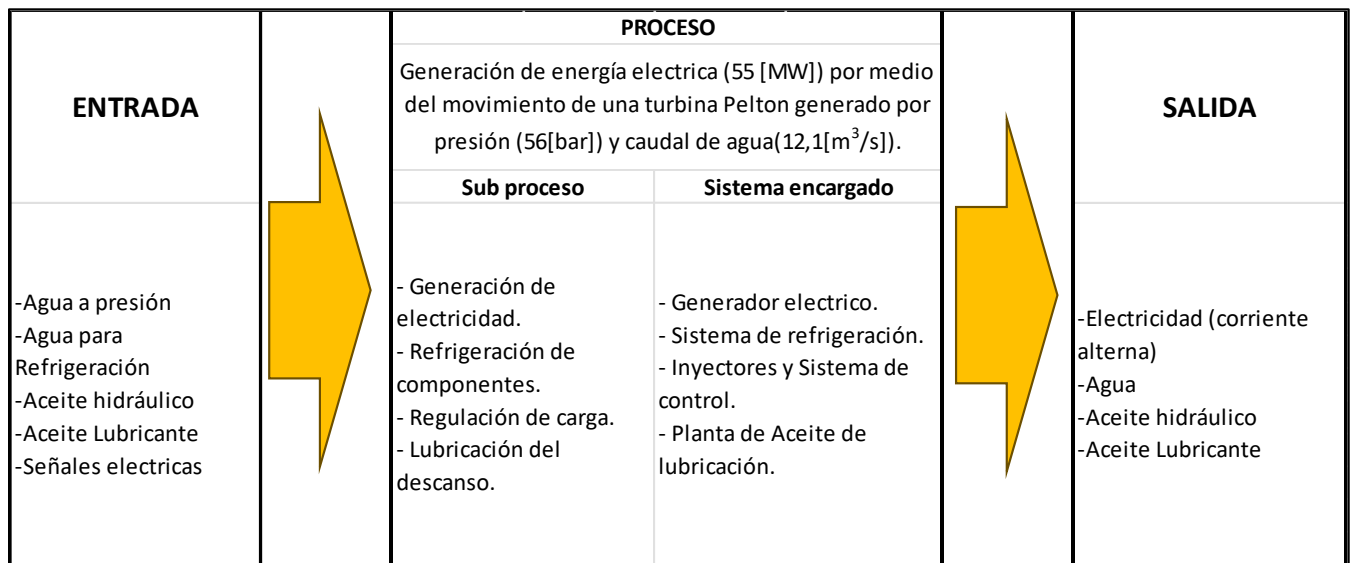 ENTRADA
-Agua a presión
-Agua para
Refrigeración
-Aceite hidráulico
-Aceite Lubricante
-Señales electricas
PROCESO
Generación de energía electrica (55 [MW]) por medio
del movimiento de una turbina Pelton generado por
presión (56[bar]) y caudal de agua(12,1[m³/s]).
Sub proceso
- Generación de
electricidad.
- Refrigeración de
componentes.
- Regulación de carga.
- Lubricación del
descanso.
Sistema encargado
- Generador electrico.
- Sistema de refrigeración.
- Inyectores y Sistema de
control.
- Planta de Aceite de
lubricación.
SALIDA
-Electricidad (corriente
alterna)
-Agua
-Aceite hidráulico
-Aceite Lubricante